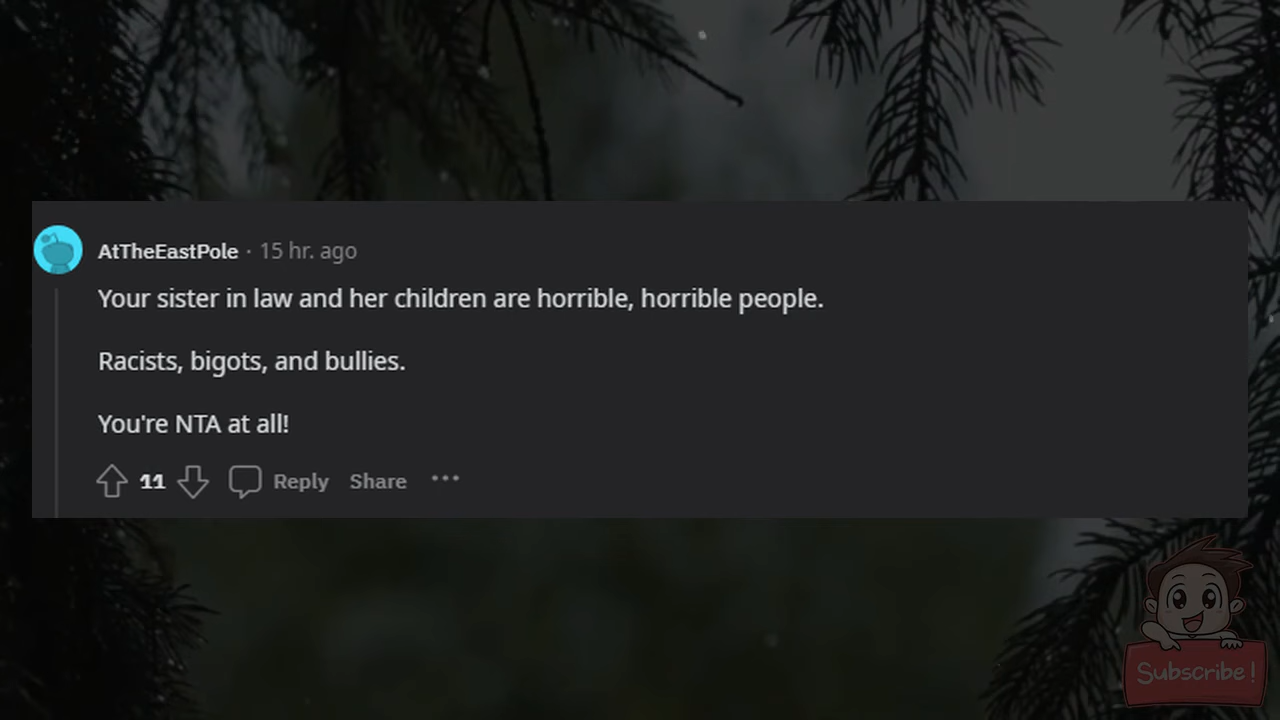 AtTheEastPole · 15 hr. ago
Your sister in law and her children are horrible, horrible people.
Racists, bigots, and bullies.
You're NTA at all!
11 Reply Share ···
Subscribe!